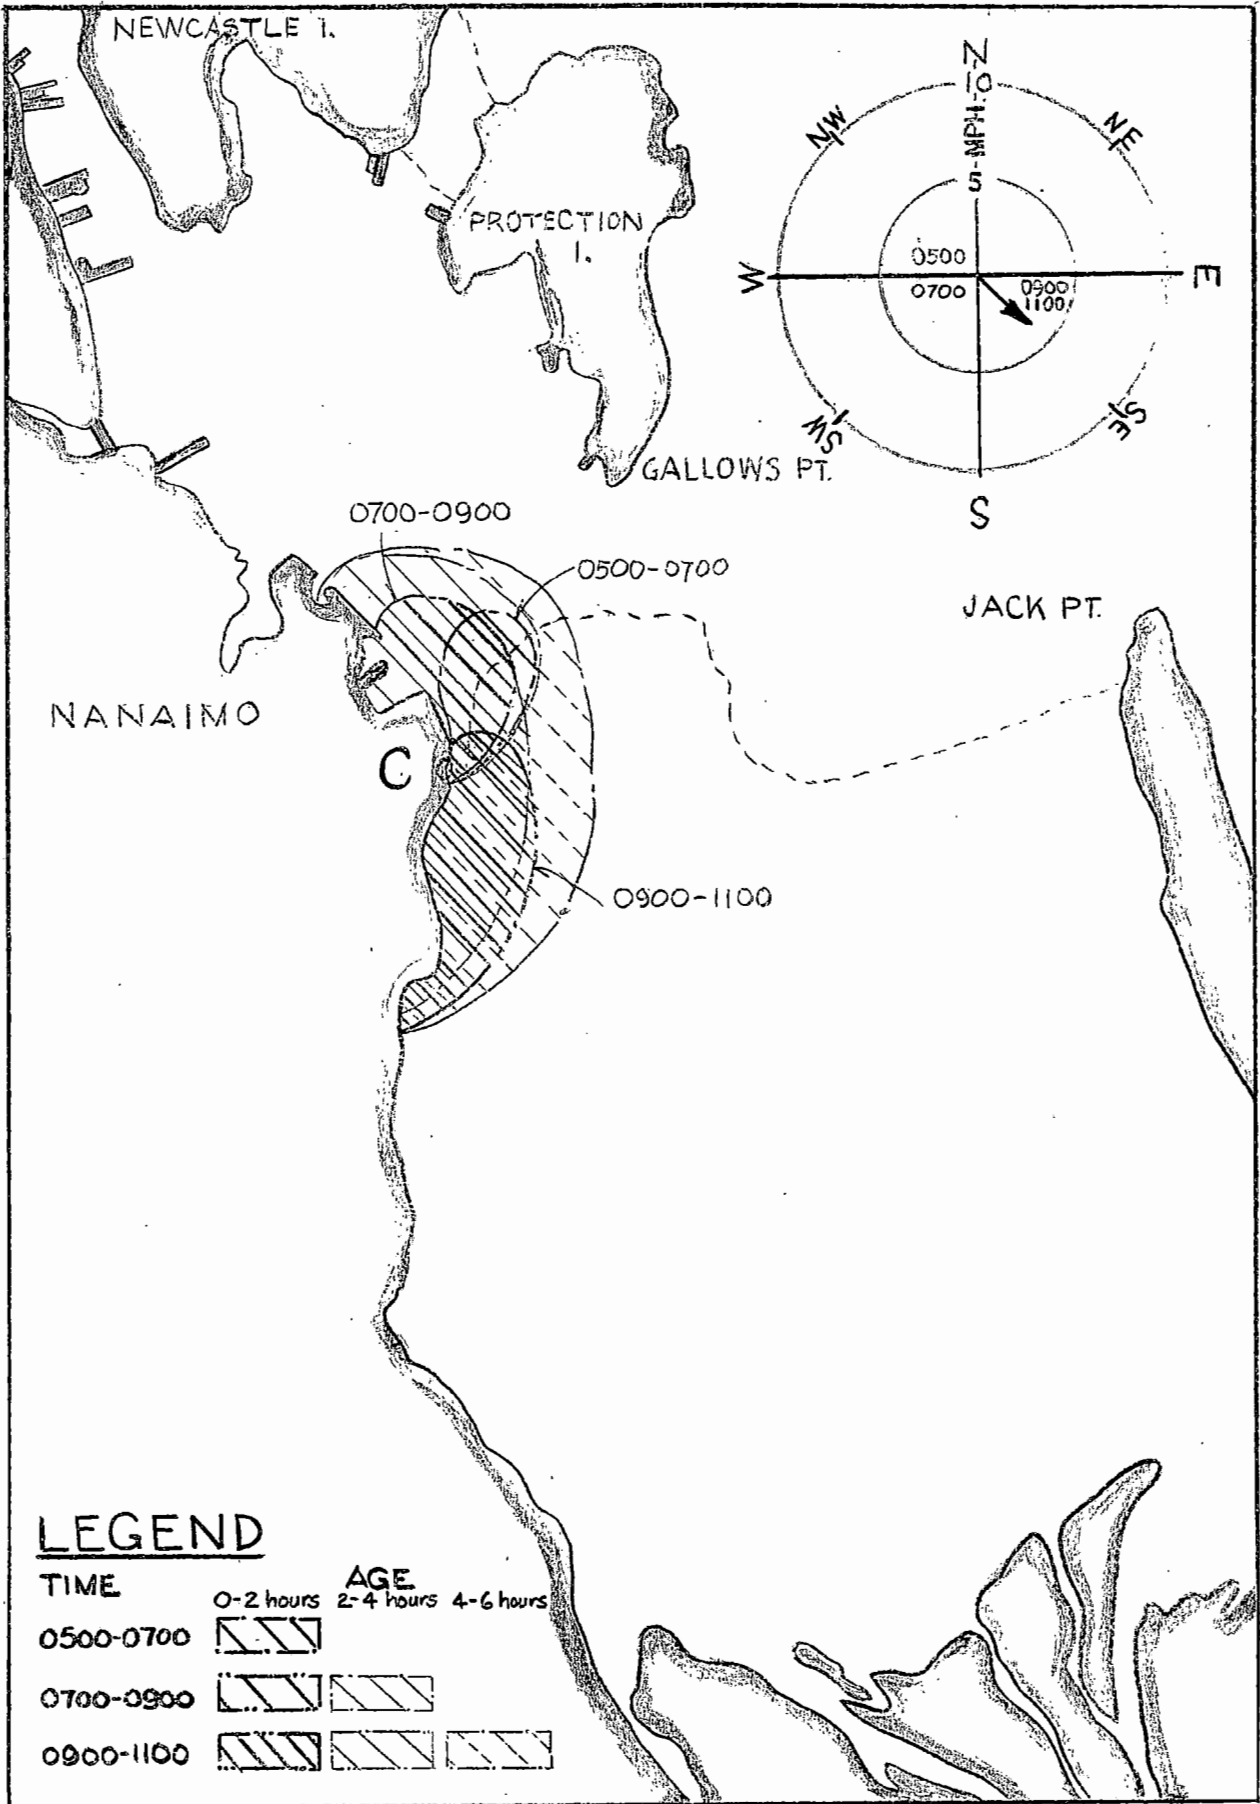 NEWCASTLE I.
PROTECTION
I.
GALLOWS PT.
N
10
MPH.
5
NW
NE
W
E
0500
0700
0900
1100
SW
SE
S
0700-0900
0500-0700
JACK PT.
NANAIMO
C
0900-1100
LEGEND
TIME
AGE
0-2 hours 2-4 hours 4-6 hours
0500-0700
0700-0900
0900-1100